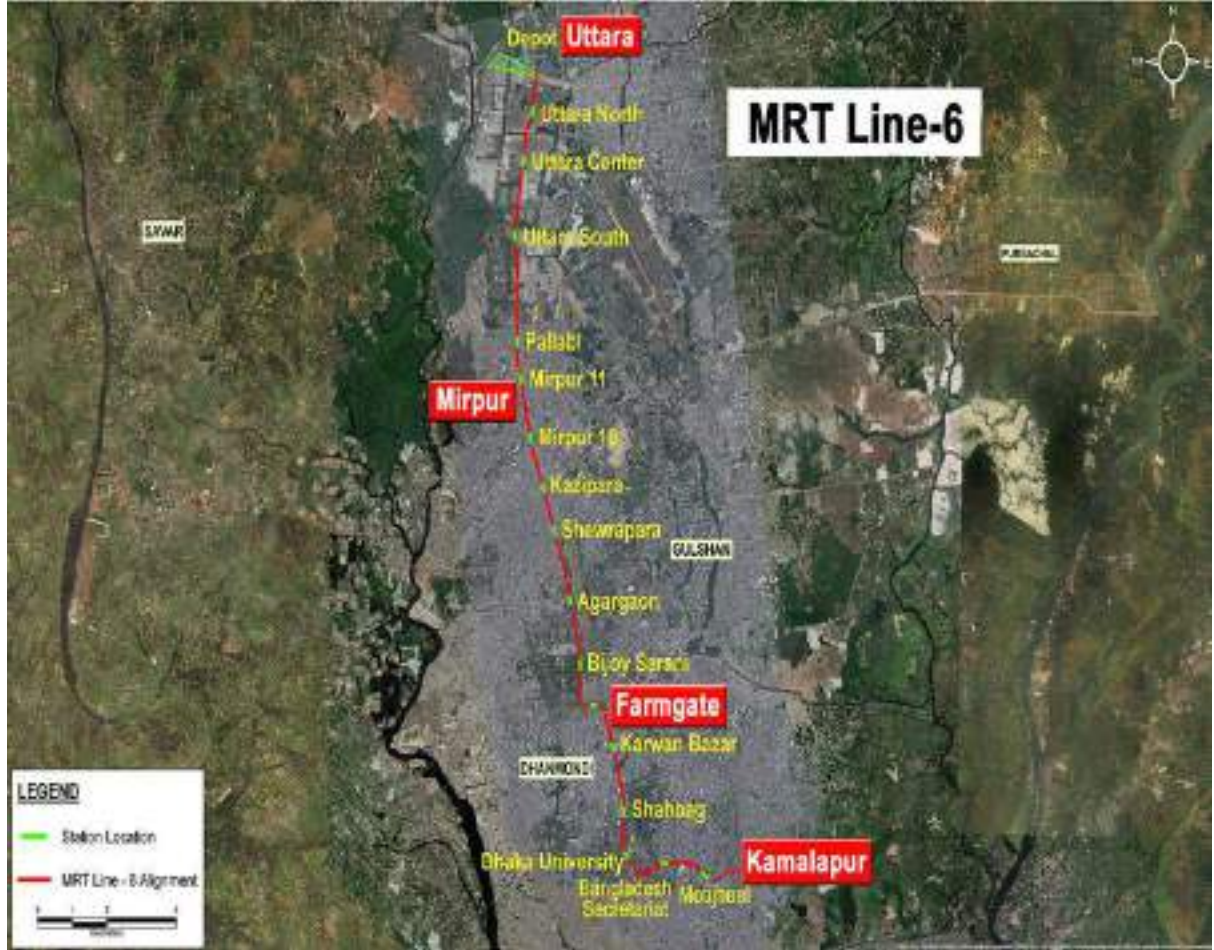 Depot Uttara
N
MRT Line-6
Uttara North
Uttara Center
SAVAR
Uttara South
Pallabi
Mirpur 11
Mirpur
Mirpur 10
Kazipara
Shewrapara
GULSHAN
Agargaon
Bijoy Sarani
Farmgate
Karwan Bazar
DHANMONDI
LEGEND
Station Location
MRT Line - 6 Alignment
Shahbag
Dhaka University
Kamalapur
Bangladesh
Secretariat
Motijheel